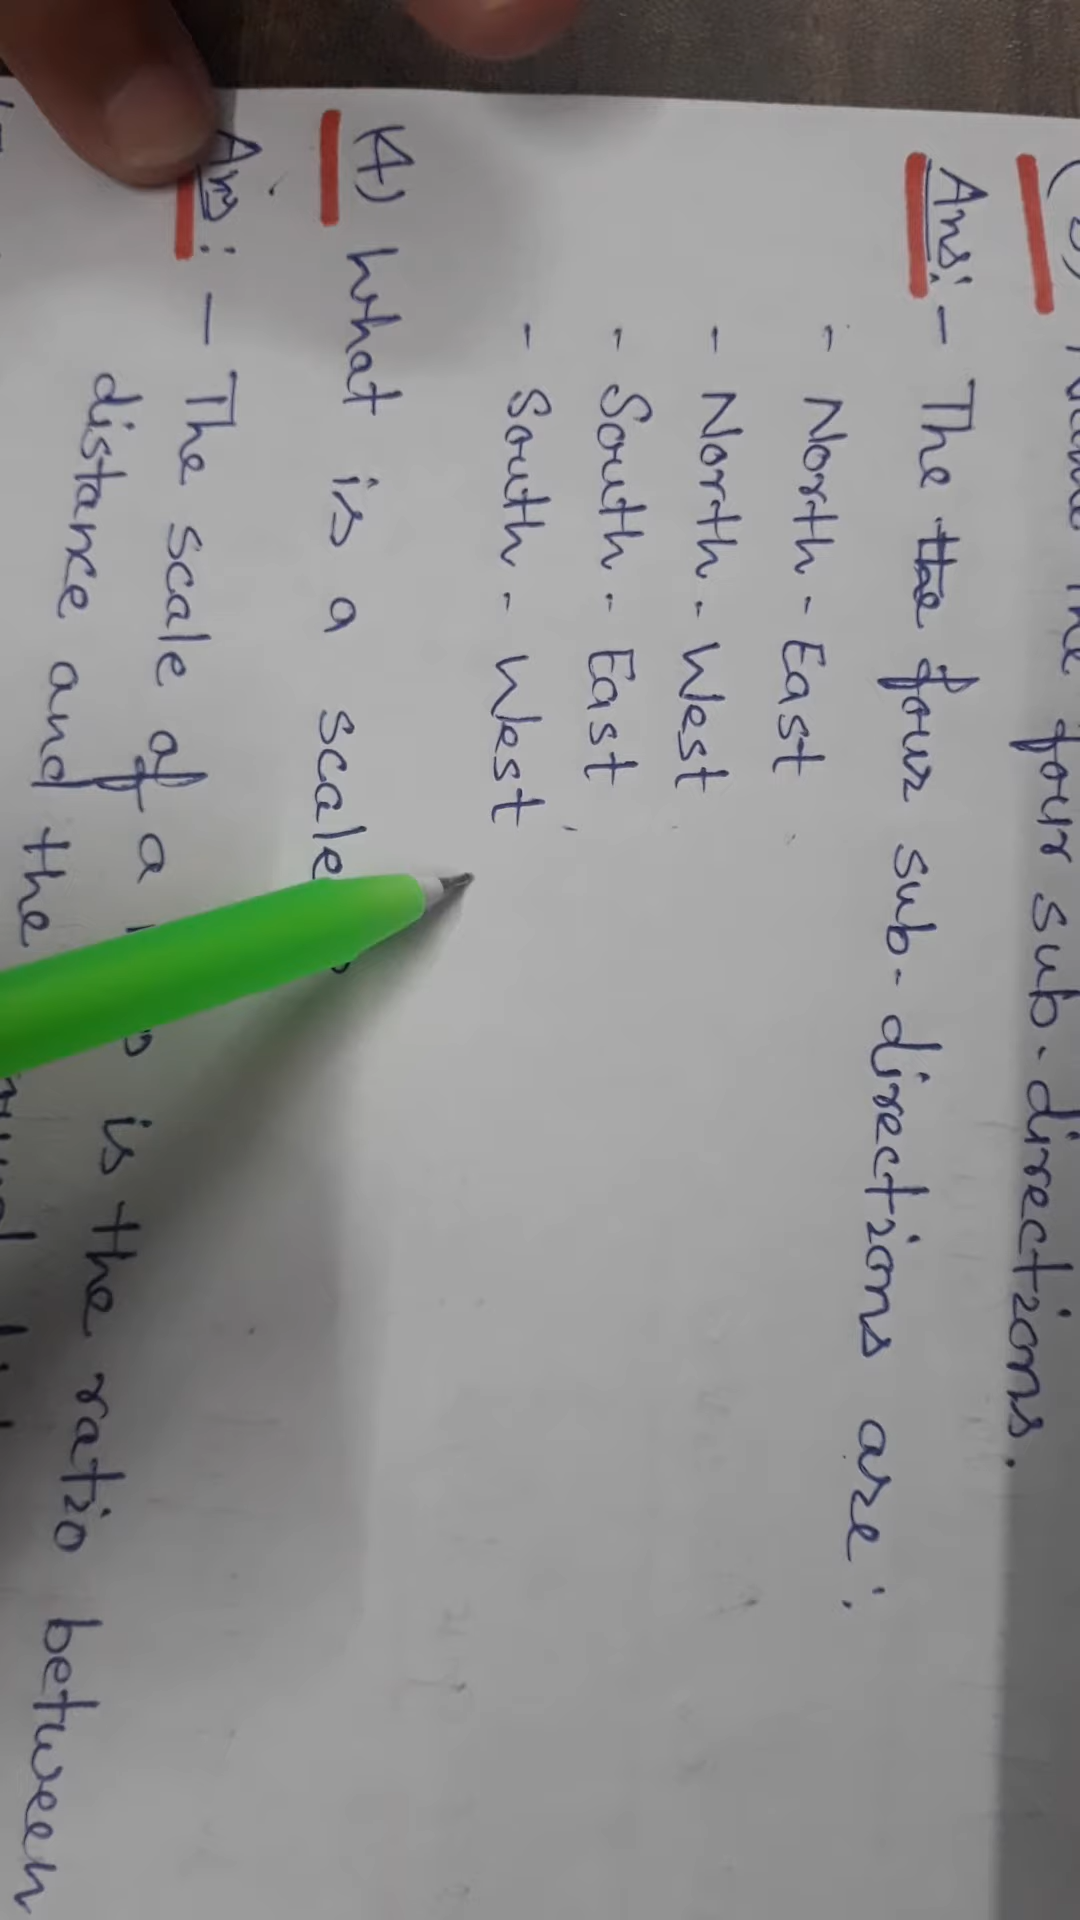 the four sub-directions.
Ans:- The the four sub-directions are:
- North-East
- North-West
- South-East
- South-West
(4) What is a scale
Ans:- The scale of a is the ratio between
distance and the